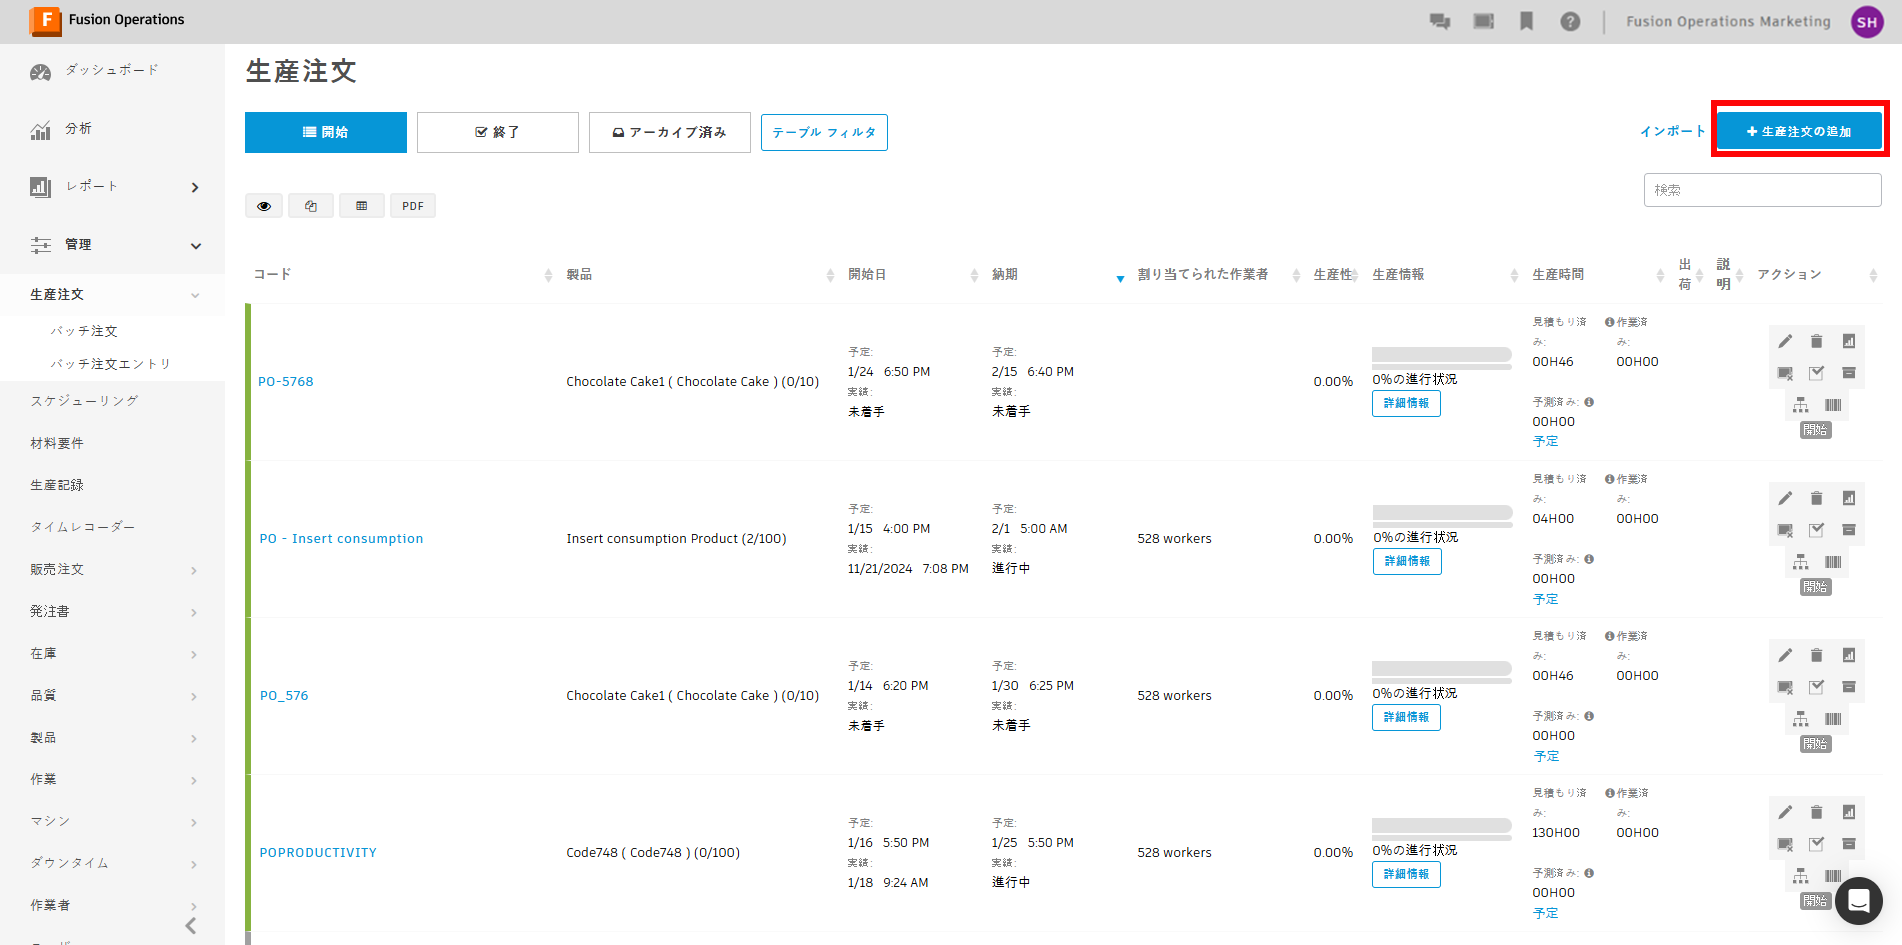 Fusion Operations
Fusion Operations Marketing
SH
ダッシュボード
分析
レポート
管理
生産注文
バッチ注文
バッチ注文エントリ
スケジューリング
材料要件
生産記録
タイムレコーダー
販売注文
発注書
在庫
品質
製品
作業
マシン
ダウンタイム
作業者
生産注文
開始
終了
アーカイブ済み
テーブル フィルタ
インポート
+ 生産注文の追加
検索
PDF
コード 製品 開始日 納期 割り当てられた作業者 生産性 生産情報 生産時間 出荷 説明 アクション
PO-5768
Chocolate Cake1 ( Chocolate Cake ) (0/10)
予定:
1/24 6:50 PM
実績:
未着手
予定:
2/15 6:40 PM
実績:
未着手
0.00%
0%の進行状況
詳細情報
見積もり済み:
00H46
作業済み:
00H00
予測済み:
00H00
予定
開始
PO - Insert consumption
Insert consumption Product (2/100)
予定:
1/15 4:00 PM
実績:
11/21/2024 7:08 PM
予定:
2/1 5:00 AM
実績:
進行中
528 workers
0.00%
0%の進行状況
詳細情報
見積もり済み:
04H00
作業済み:
00H00
予測済み:
00H00
予定
開始
PO_576
Chocolate Cake1 ( Chocolate Cake ) (0/10)
予定:
1/14 6:20 PM
実績:
未着手
予定:
1/30 6:25 PM
実績:
未着手
528 workers
0.00%
0%の進行状況
詳細情報
見積もり済み:
00H46
作業済み:
00H00
予測済み:
00H00
予定
開始
POPRODUCTIVITY
Code748 ( Code748 ) (0/100)
予定:
1/16 5:50 PM
実績:
1/18 9:24 AM
予定:
1/25 5:50 PM
実績:
進行中
528 workers
0.00%
0%の進行状況
詳細情報
見積もり済み:
130H00
作業済み:
00H00
予測済み:
00H00
予定
開始